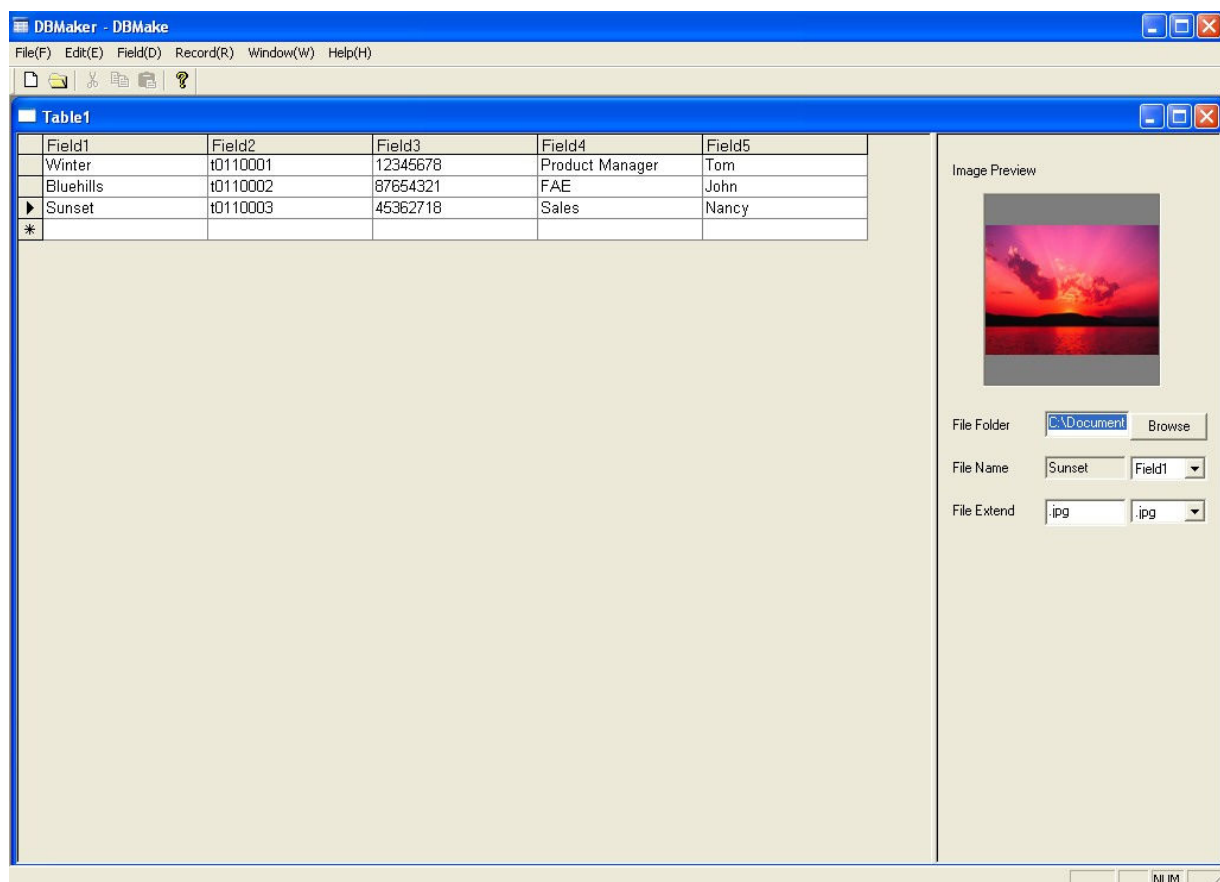 DBMaker - DBMake
File(F) Edit(E) Field(D) Record(R) Window(W) Help(H)
Table1
Field1 Field2 Field3 Field4 Field5
Winter t0110001 12345678 Product Manager Tom
Bluehills t0110002 87654321 FAE John
Sunset t0110003 45362718 Sales Nancy
Image Preview
File Folder C:\Document Browse
File Name Sunset Field1
File Extend .jpg .jpg
NUM